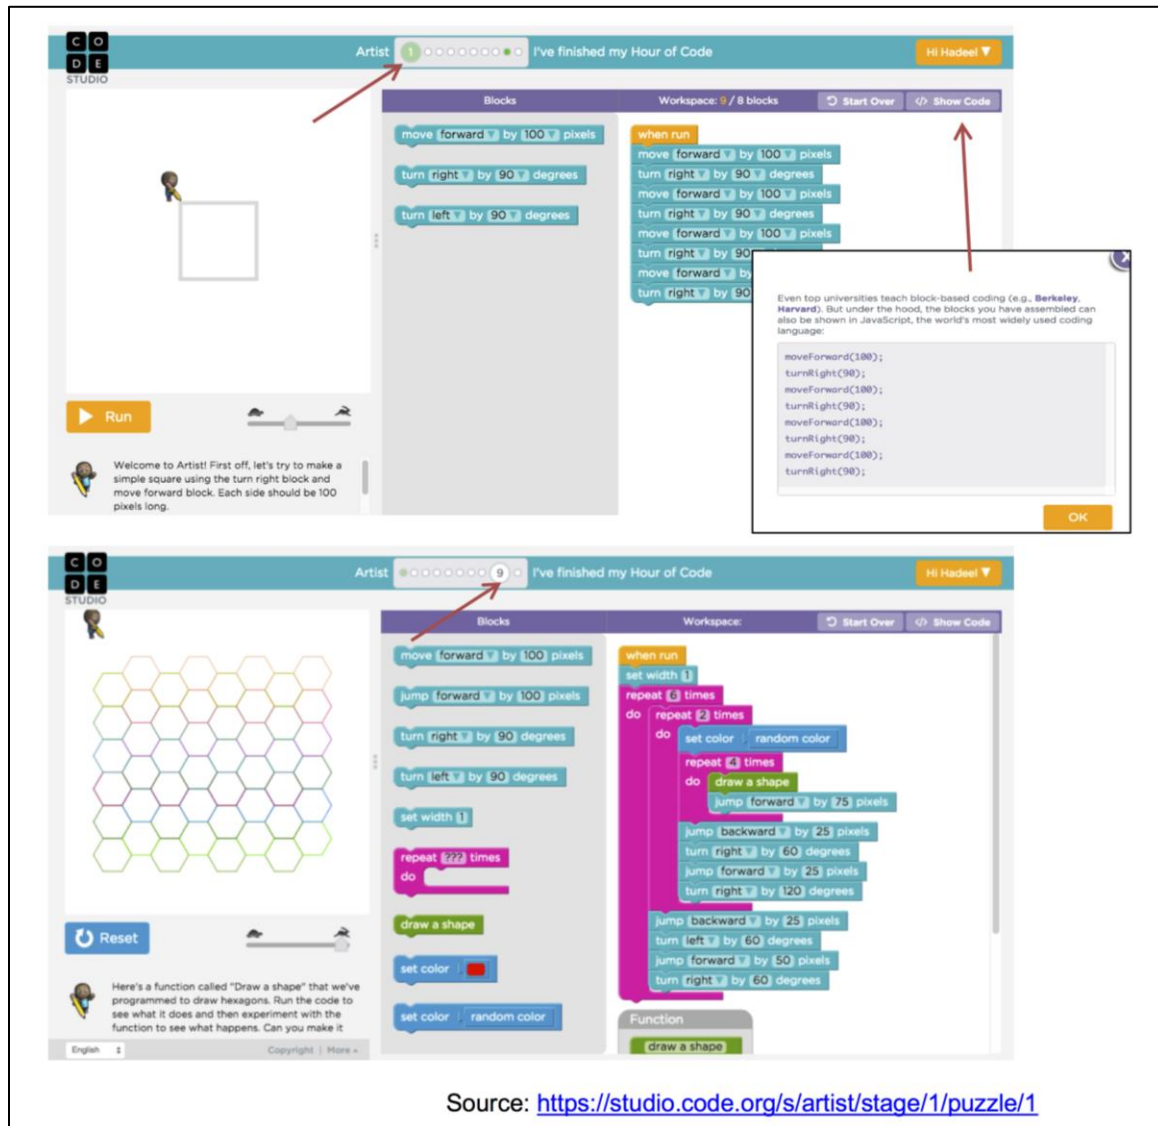 C O
D E
STUDIO
Artist 1 I've finished my Hour of Code
Hi Hadeel ▼
Blocks
Workspace: 9 / 8 blocks
Start Over
</> Show Code
move forward by 100 pixels
turn right by 90 degrees
turn left by 90 degrees
when run
move forward by 100 pixels
turn right by 90 degrees
move forward by 100 pixels
turn right by 90 degrees
move forward by 100 pixels
turn right by 90
move forward by
turn right by 90
Run
Welcome to Artist! First off, let's try to make a
simple square using the turn right block and
move forward block. Each side should be 100
pixels long.
X
Even top universities teach block-based coding (e.g., Berkeley,
Harvard). But under the hood, the blocks you have assembled can
also be shown in JavaScript, the world's most widely used coding
language:
moveForward(100);
turnRight(90);
moveForward(100);
turnRight(90);
moveForward(100);
turnRight(90);
moveForward(100);
turnRight(90);
OK
C O
D E
STUDIO
Artist 9 I've finished my Hour of Code
Hi Hadeel ▼
Blocks
Workspace:
Start Over
</> Show Code
move forward by 100 pixels
jump forward by 100 pixels
turn right by 90 degrees
turn left by 90 degrees
set width 1
repeat ??? times
do
draw a shape
set color
set color random color
when run
set width 1
repeat 6 times
do repeat 2 times
do set color random color
repeat 4 times
do draw a shape
jump forward by 75 pixels
jump backward by 25 pixels
turn right by 60 degrees
jump forward by 25 pixels
turn right by 120 degrees
jump backward by 25 pixels
turn left by 60 degrees
jump forward by 50 pixels
turn right by 60 degrees
Function
draw a shape
Reset
Here's a function called "Draw a shape" that we've
programmed to draw hexagons. Run the code to
see what it does and then experiment with the
function to see what happens. Can you make it
English
Copyright | More
Source: https://studio.code.org/s/artist/stage/1/puzzle/1